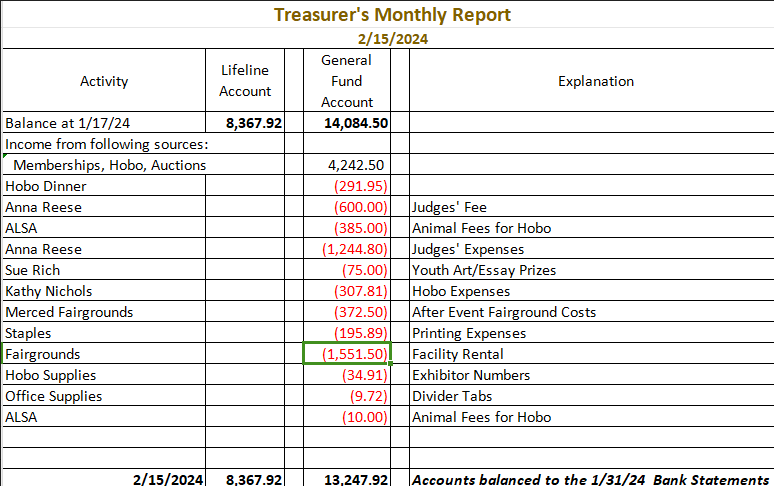 Treasurer's Monthly Report
2/15/2024
Activity Lifeline Account General Fund Account Explanation
Balance at 1/17/24 8,367.92 14,084.50
Income from following sources:
Memberships, Hobo, Auctions 4,242.50
Hobo Dinner (291.95)
Anna Reese (600.00) Judges' Fee
ALSA (385.00) Animal Fees for Hobo
Anna Reese (1,244.80) Judges' Expenses
Sue Rich (75.00) Youth Art/Essay Prizes
Kathy Nichols (307.81) Hobo Expenses
Merced Fairgrounds (372.50) After Event Fairground Costs
Staples (195.89) Printing Expenses
Fairgrounds (1,551.50) Facility Rental
Hobo Supplies (34.91) Exhibitor Numbers
Office Supplies (9.72) Divider Tabs
ALSA (10.00) Animal Fees for Hobo
2/15/2024 8,367.92 13,247.92 Accounts balanced to the 1/31/24 Bank Statements